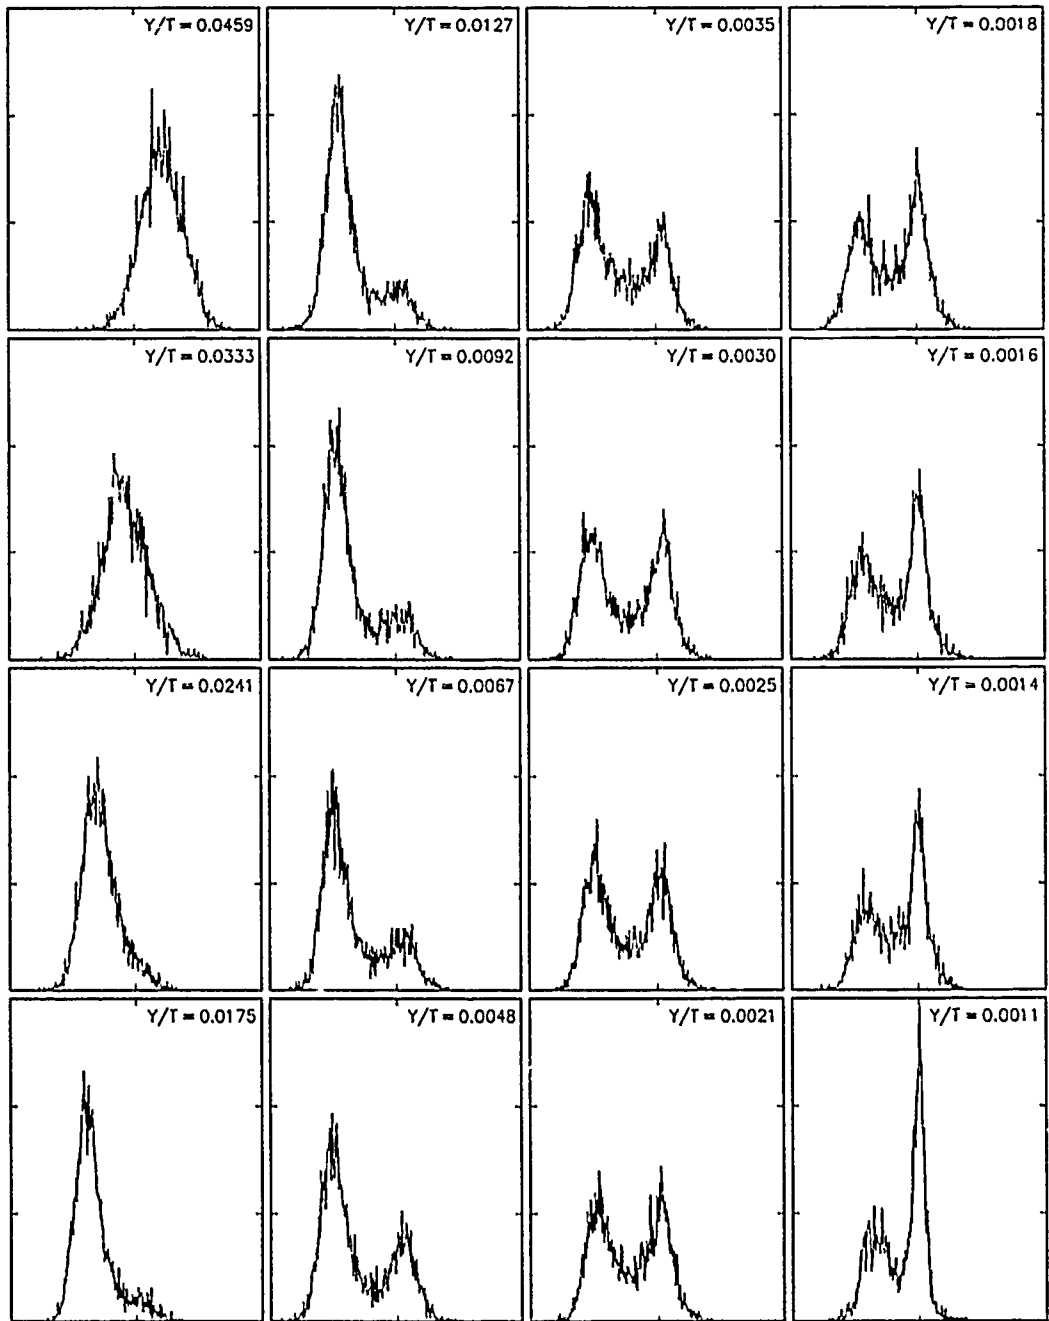 Y/T = 0.0459
Y/T = 0.0127
Y/T = 0.0035
Y/T = 0.0018
Y/T = 0.0333
Y/T = 0.0092
Y/T = 0.0030
Y/T = 0.0016
Y/T = 0.0241
Y/T = 0.0067
Y/T = 0.0025
Y/T = 0.0014
Y/T = 0.0175
Y/T = 0.0048
Y/T = 0.0021
Y/T = 0.0011